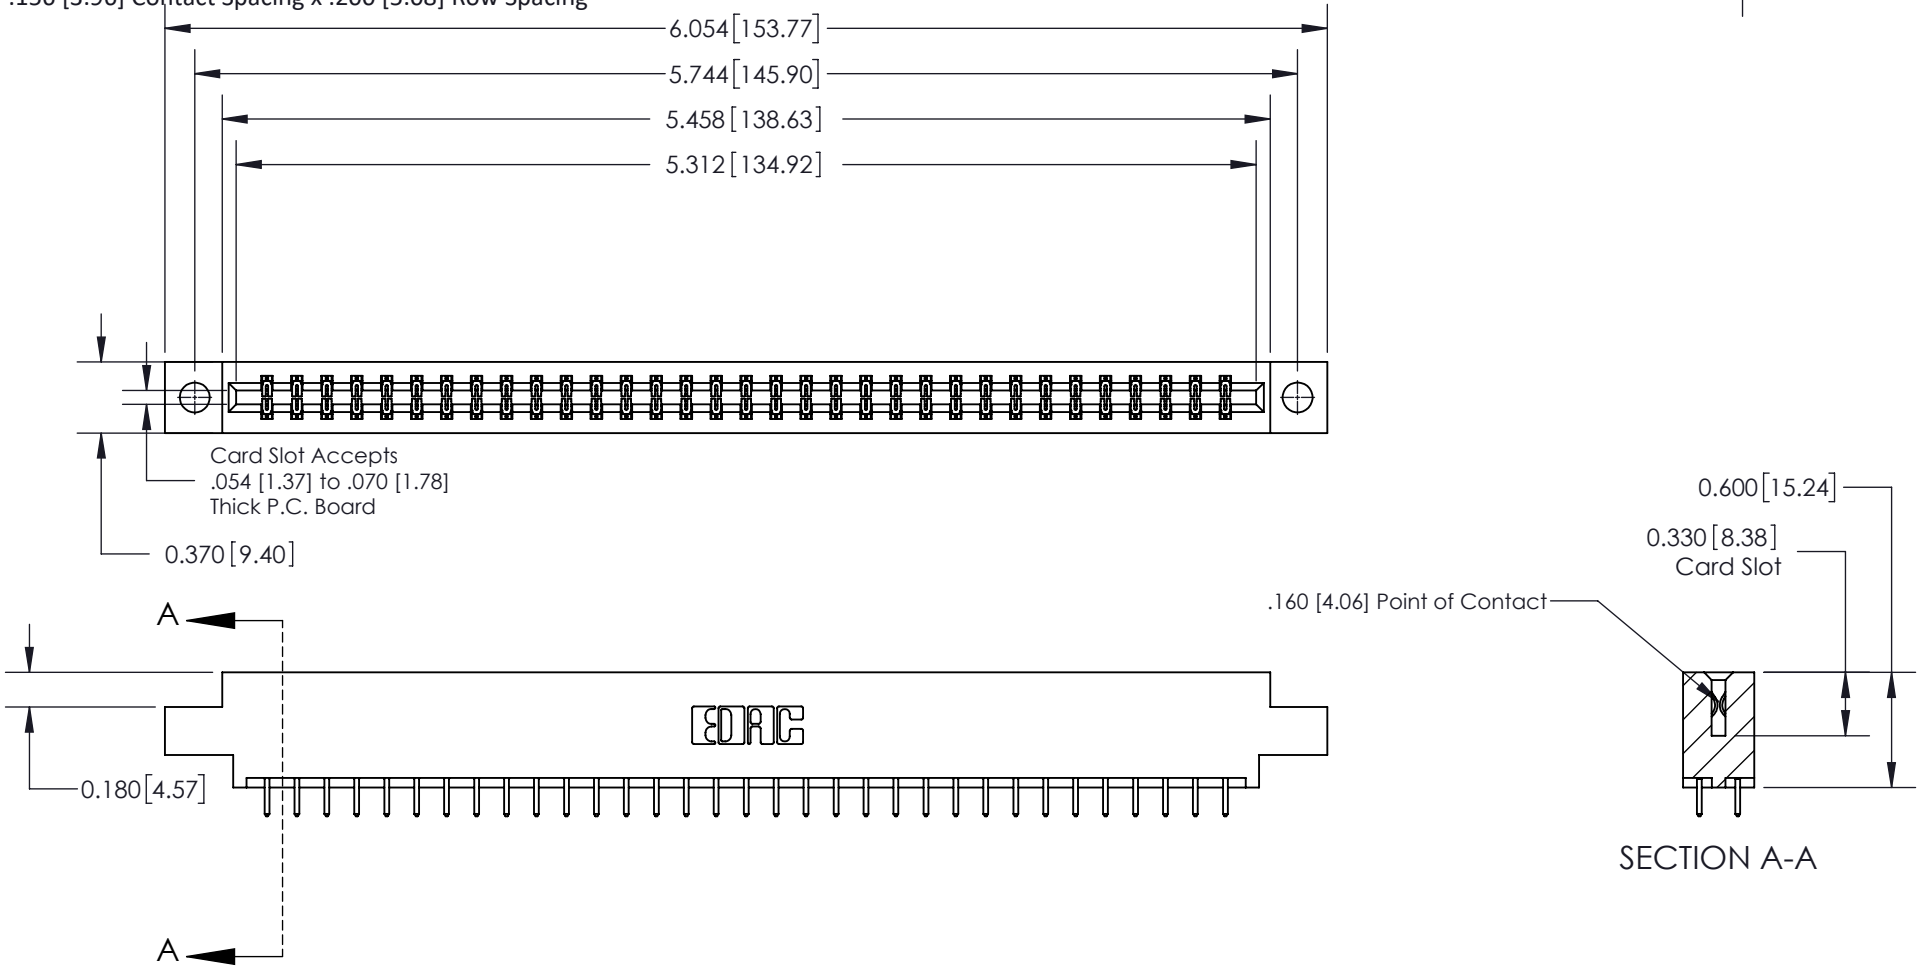 .156 [3.96] Contact Spacing x .200 [5.08] Row Spacing
6.054[153.77]
5.744[145.90]
5.458[138.63]
5.312[134.92]
Card Slot Accepts
.054 [1.37] to .070 [1.78]
Thick P.C. Board
0.370[9.40]
0.600[15.24]
0.330[8.38]
Card Slot
.160 [4.06] Point of Contact
A
EDAC
0.180[4.57]
SECTION A-A
A